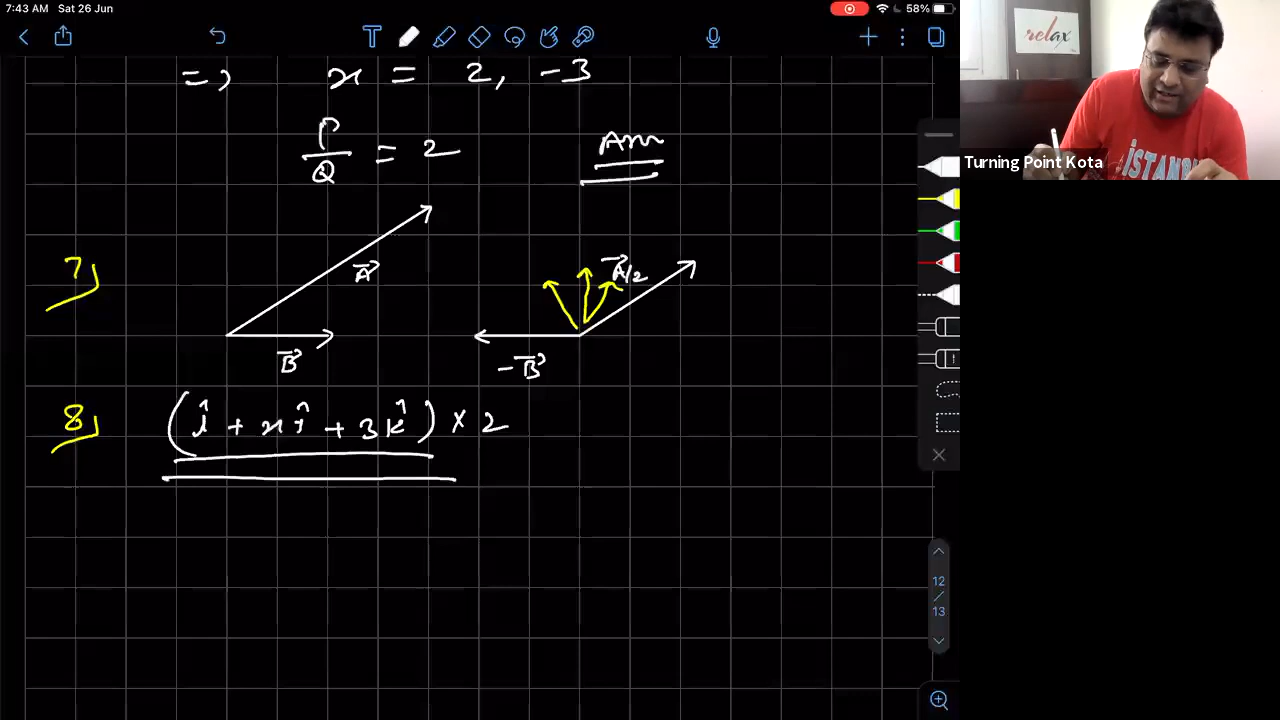 7:43 AM Sat 26 Jun 58%
relax
=> x = 2, -3
P/Q = 2 Ans
Turning Point Kota
İSTANBU
7) A⃗ B⃗ A⃗/2 -B⃗
8) (î + xĵ + 3k̂) × 2
12
/
13